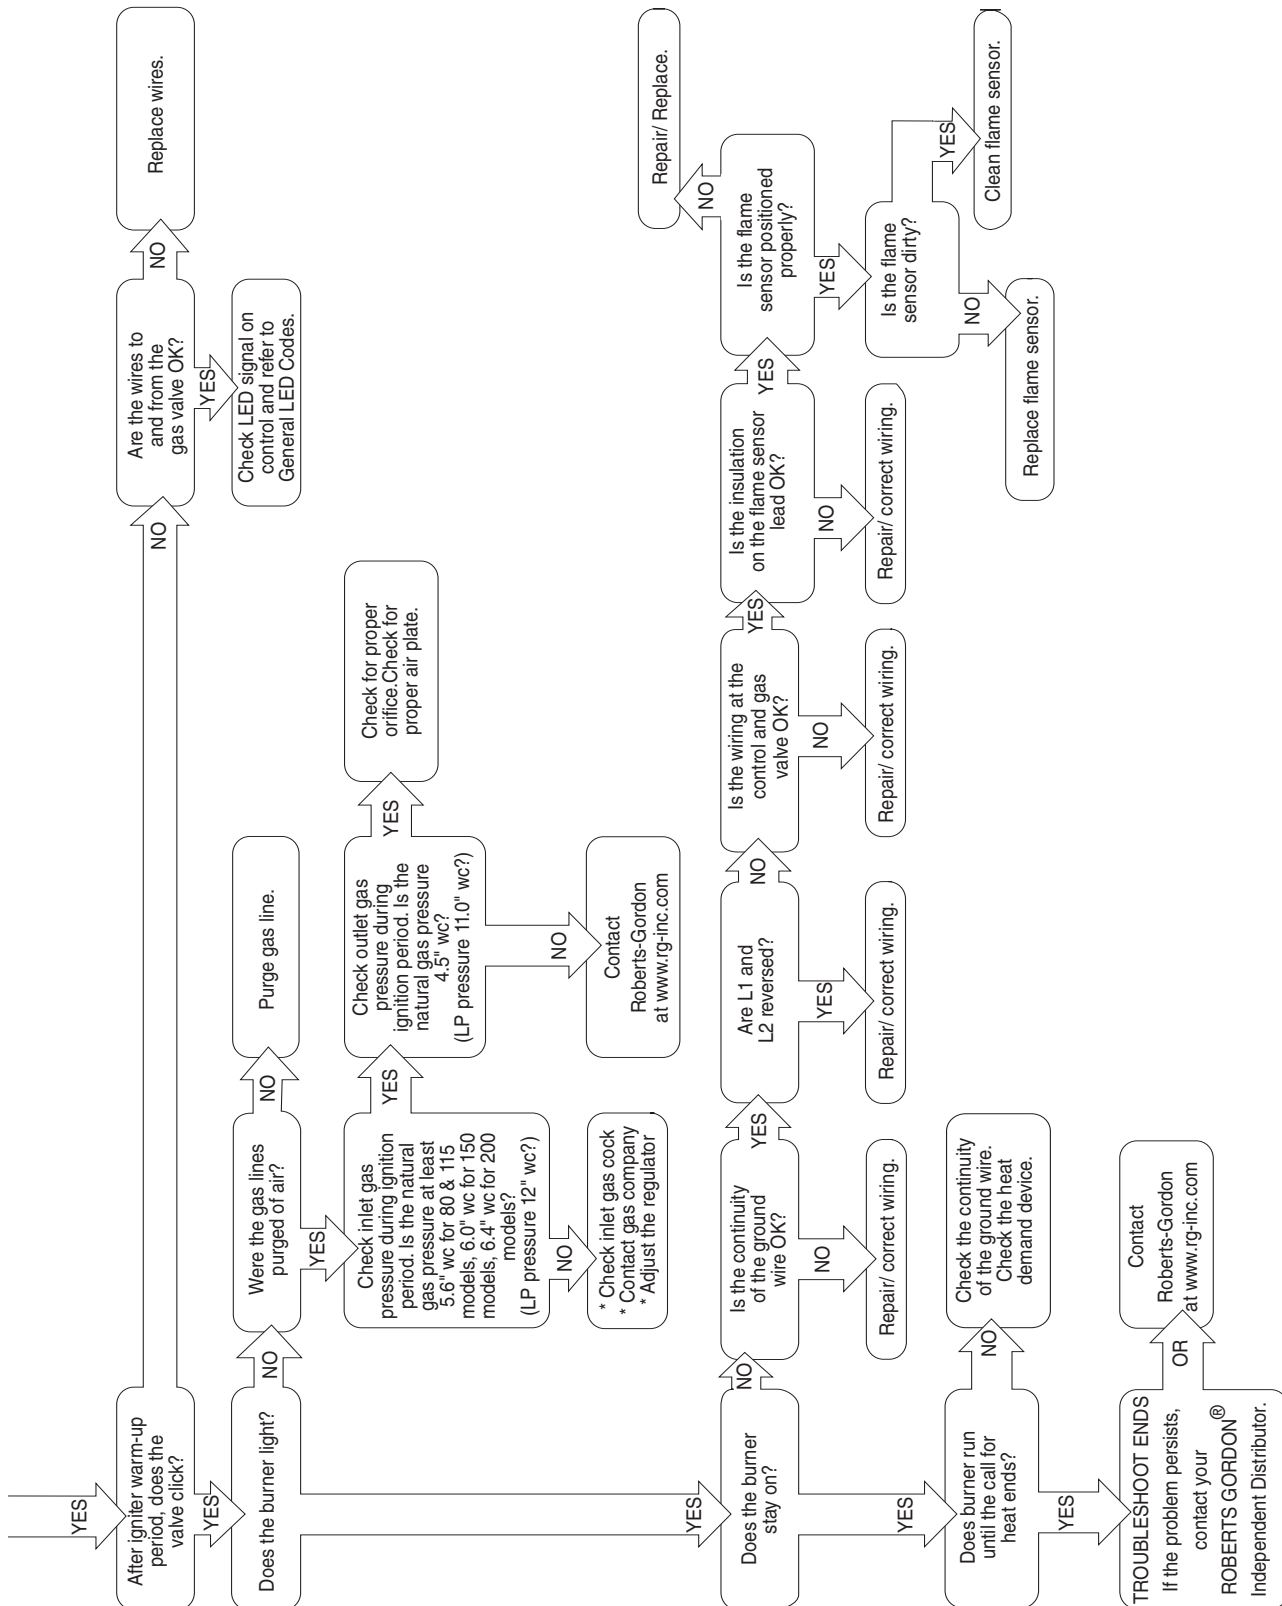 YES
After igniter warm-up
period, does the
valve click?
NO
Are the wires to
and from the
gas valve OK?
NO
Replace wires.
YES
Check LED signal on
control and refer to
General LED Codes.
YES
Does the burner light?
NO
Were the gas lines
purged of air?
NO
Purge gas line.
YES
Check inlet gas
pressure during ignition
period. Is the natural
gas pressure at least
5.6" wc for 80 & 115
models, 6.0" wc for 150
models, 6.4" wc for 200
models?
(LP pressure 12" wc?)
YES
Check outlet gas
pressure during
ignition period. Is the
natural gas pressure
4.5" wc?
(LP pressure 11.0" wc?)
YES
Check for proper
orifice.Check for
proper air plate.
NO
* Check inlet gas cock
* Contact gas company
* Adjust the regulator
NO
Contact
Roberts-Gordon
at www.rg-inc.com
YES
Does the burner
stay on?
NO
Is the continuity
of the ground
wire OK?
YES
Are L1 and
L2 reversed?
NO
Is the wiring at the
control and gas
valve OK?
YES
Is the insulation
on the flame sensor
lead OK?
YES
Is the flame
sensor positioned
properly?
NO
Repair/ Replace.
NO
Repair/ correct wiring.
YES
Repair/ correct wiring.
NO
Repair/ correct wiring.
NO
Repair/ correct wiring.
YES
Is the flame
sensor dirty?
YES
Clean flame sensor.
NO
Replace flame sensor.
YES
Does burner run
until the call for
heat ends?
NO
Check the continuity
of the ground wire.
Check the heat
demand device.
YES
TROUBLESHOOT ENDS
If the problem persists,
contact your
ROBERTS GORDON®
Independent Distributor.
OR
Contact
Roberts-Gordon
at www.rg-inc.com